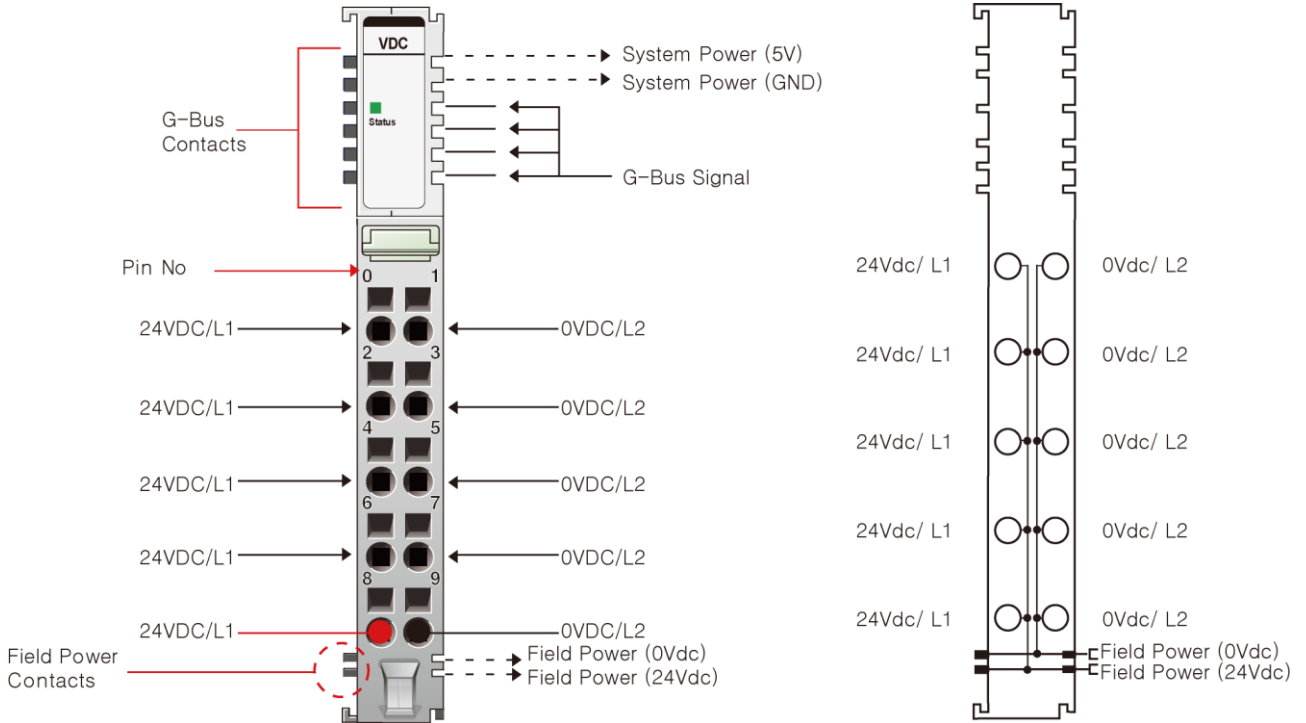 VDC
Status
System Power (5V)
System Power (GND)
G-Bus
Contacts
G-Bus Signal
Pin No
0 1
24VDC/L1
0VDC/L2
2 3
24VDC/L1
0VDC/L2
4 5
24VDC/L1
0VDC/L2
6 7
24VDC/L1
0VDC/L2
8 9
24VDC/L1
0VDC/L2
Field Power
Contacts
Field Power (0Vdc)
Field Power (24Vdc)
24Vdc/ L1
0Vdc/ L2
24Vdc/ L1
0Vdc/ L2
24Vdc/ L1
0Vdc/ L2
24Vdc/ L1
0Vdc/ L2
24Vdc/ L1
0Vdc/ L2
Field Power (0Vdc)
Field Power (24Vdc)